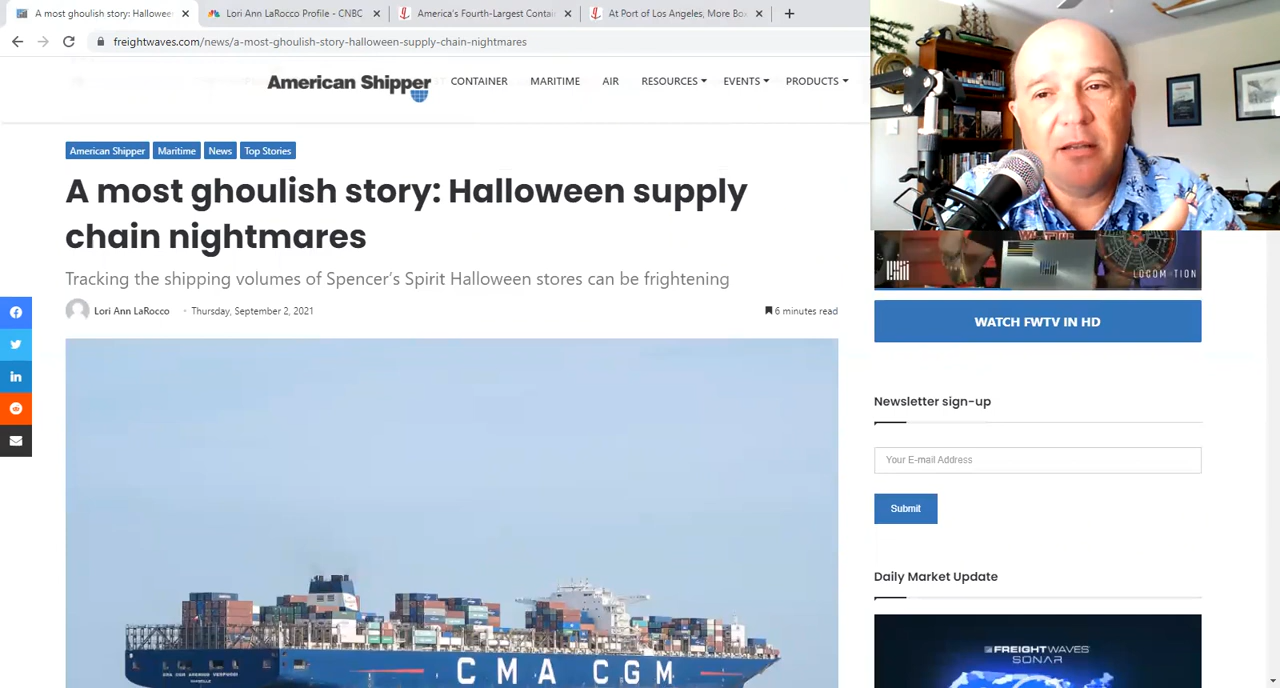 A most ghoulish story: Hallowee
Lori Ann LaRocco Profile - CNBC
America's Fourth-Largest Contai
At Port of Los Angeles, More Bo
freightwaves.com/news/a-most-ghoulish-story-halloween-supply-chain-nightmares
American Shipper
CONTAINER
MARITIME
AIR
RESOURCES
EVENTS
PRODUCTS
American Shipper
Maritime
News
Top Stories
A most ghoulish story: Halloween supply
chain nightmares
Tracking the shipping volumes of Spencer's Spirit Halloween stores can be frightening
Lori Ann LaRocco
Thursday, September 2, 2021
6 minutes read
LOCOMOTION
WATCH FWTV IN HD
Newsletter sign-up
Your E-mail Address
Submit
Daily Market Update
FREIGHTWAVES
SONAR
CMA CGM